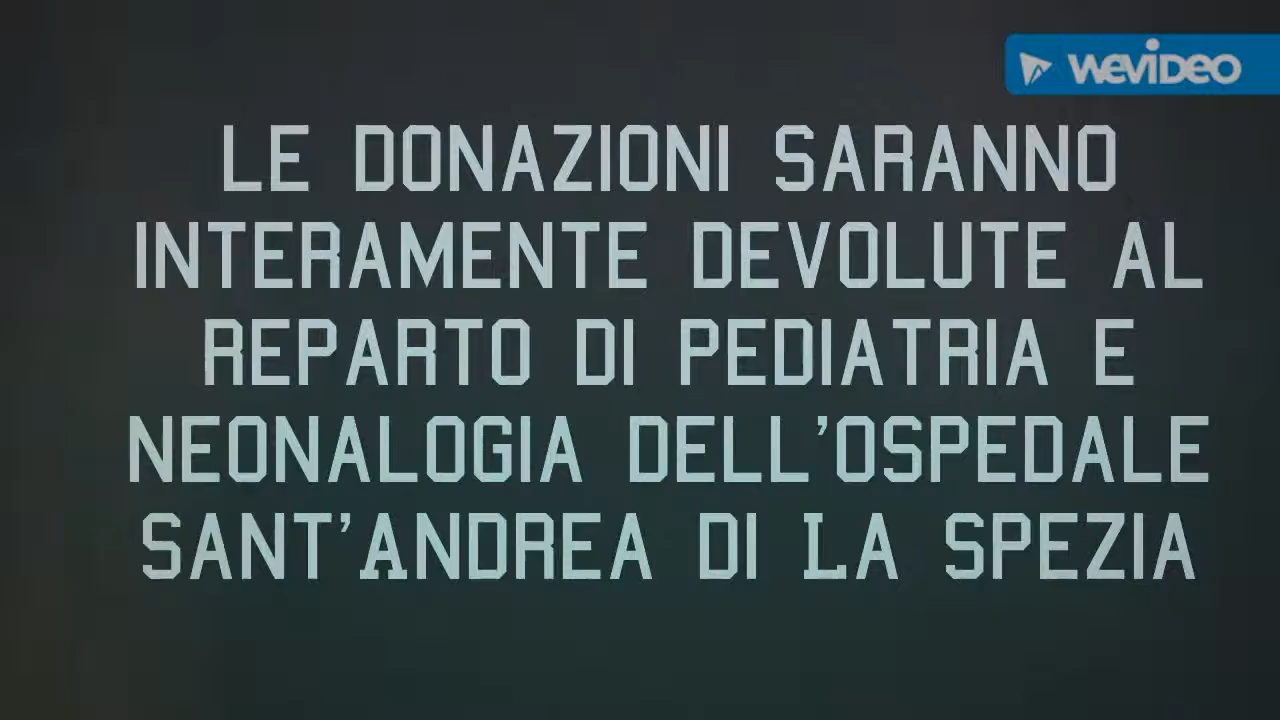 WEVIDEO
LE DONAZIONI SARANNO
INTERAMENTE DEVOLUTE AL
REPARTO DI PEDIATRIA E
NEONALOGIA DELL'OSPEDALE
SANT'ANDREA DI LA SPEZIA